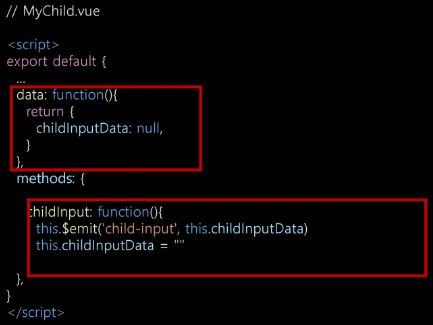 // MyChild.vue
<script>
export default {
...
data: function(){
return {
childInputData: null,
}
},
methods: {
childInput: function(){
this.$emit('child-input', this.childInputData)
this.childInputData = ""
},
}
</script>